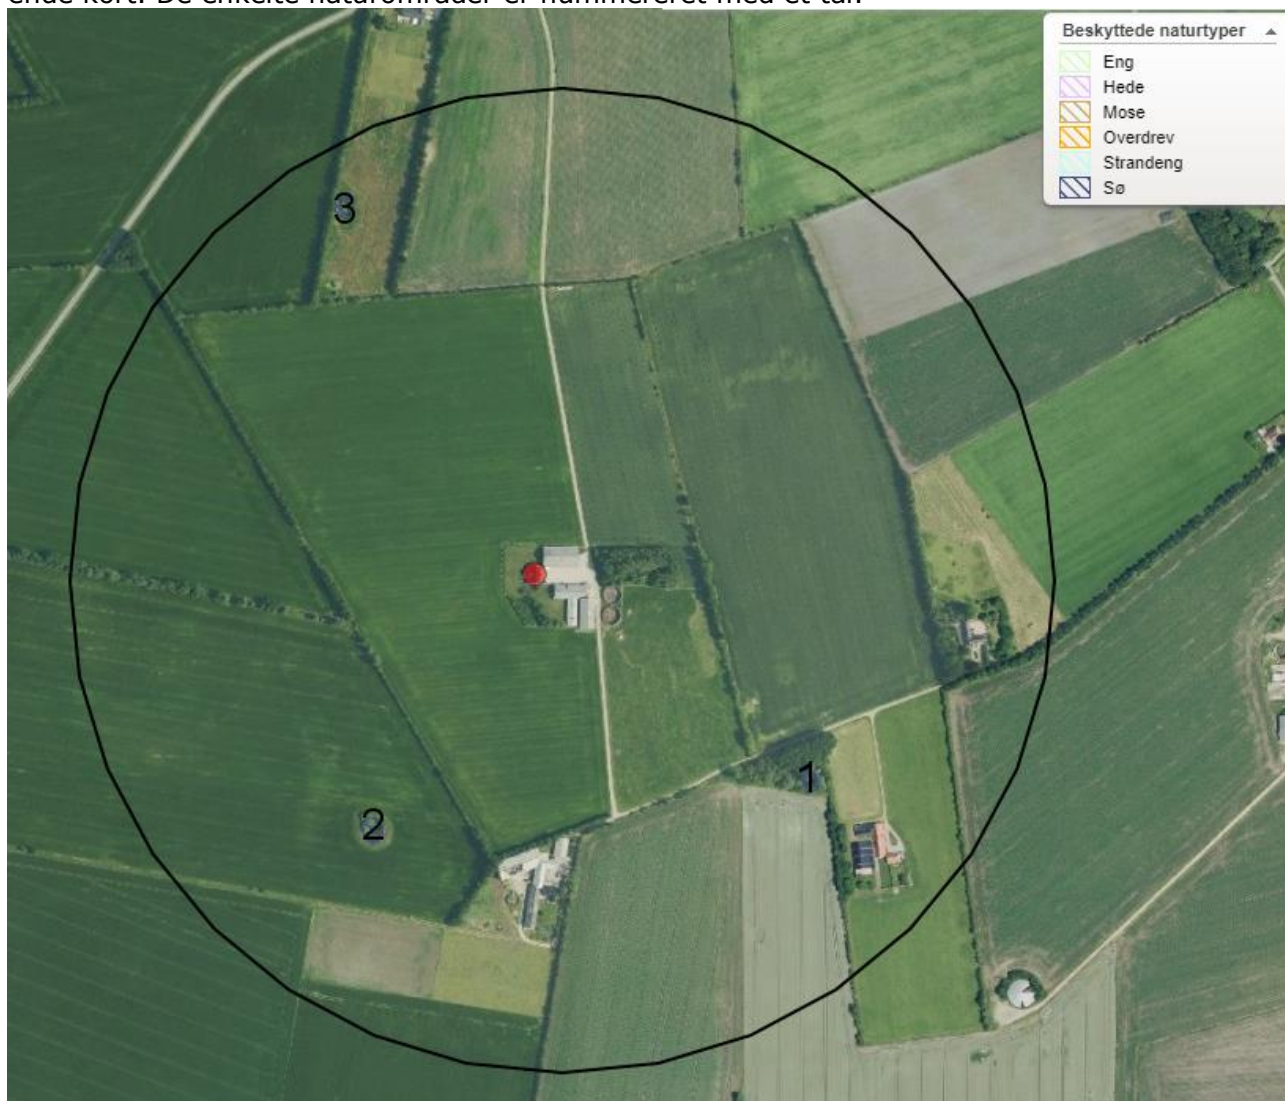 ende kort. De enkelte naturområder er nummereret med et tal.
Beskyttede naturtyper
Eng
Hede
Mose
Overdrev
Strandeng
Sø
3
1
2